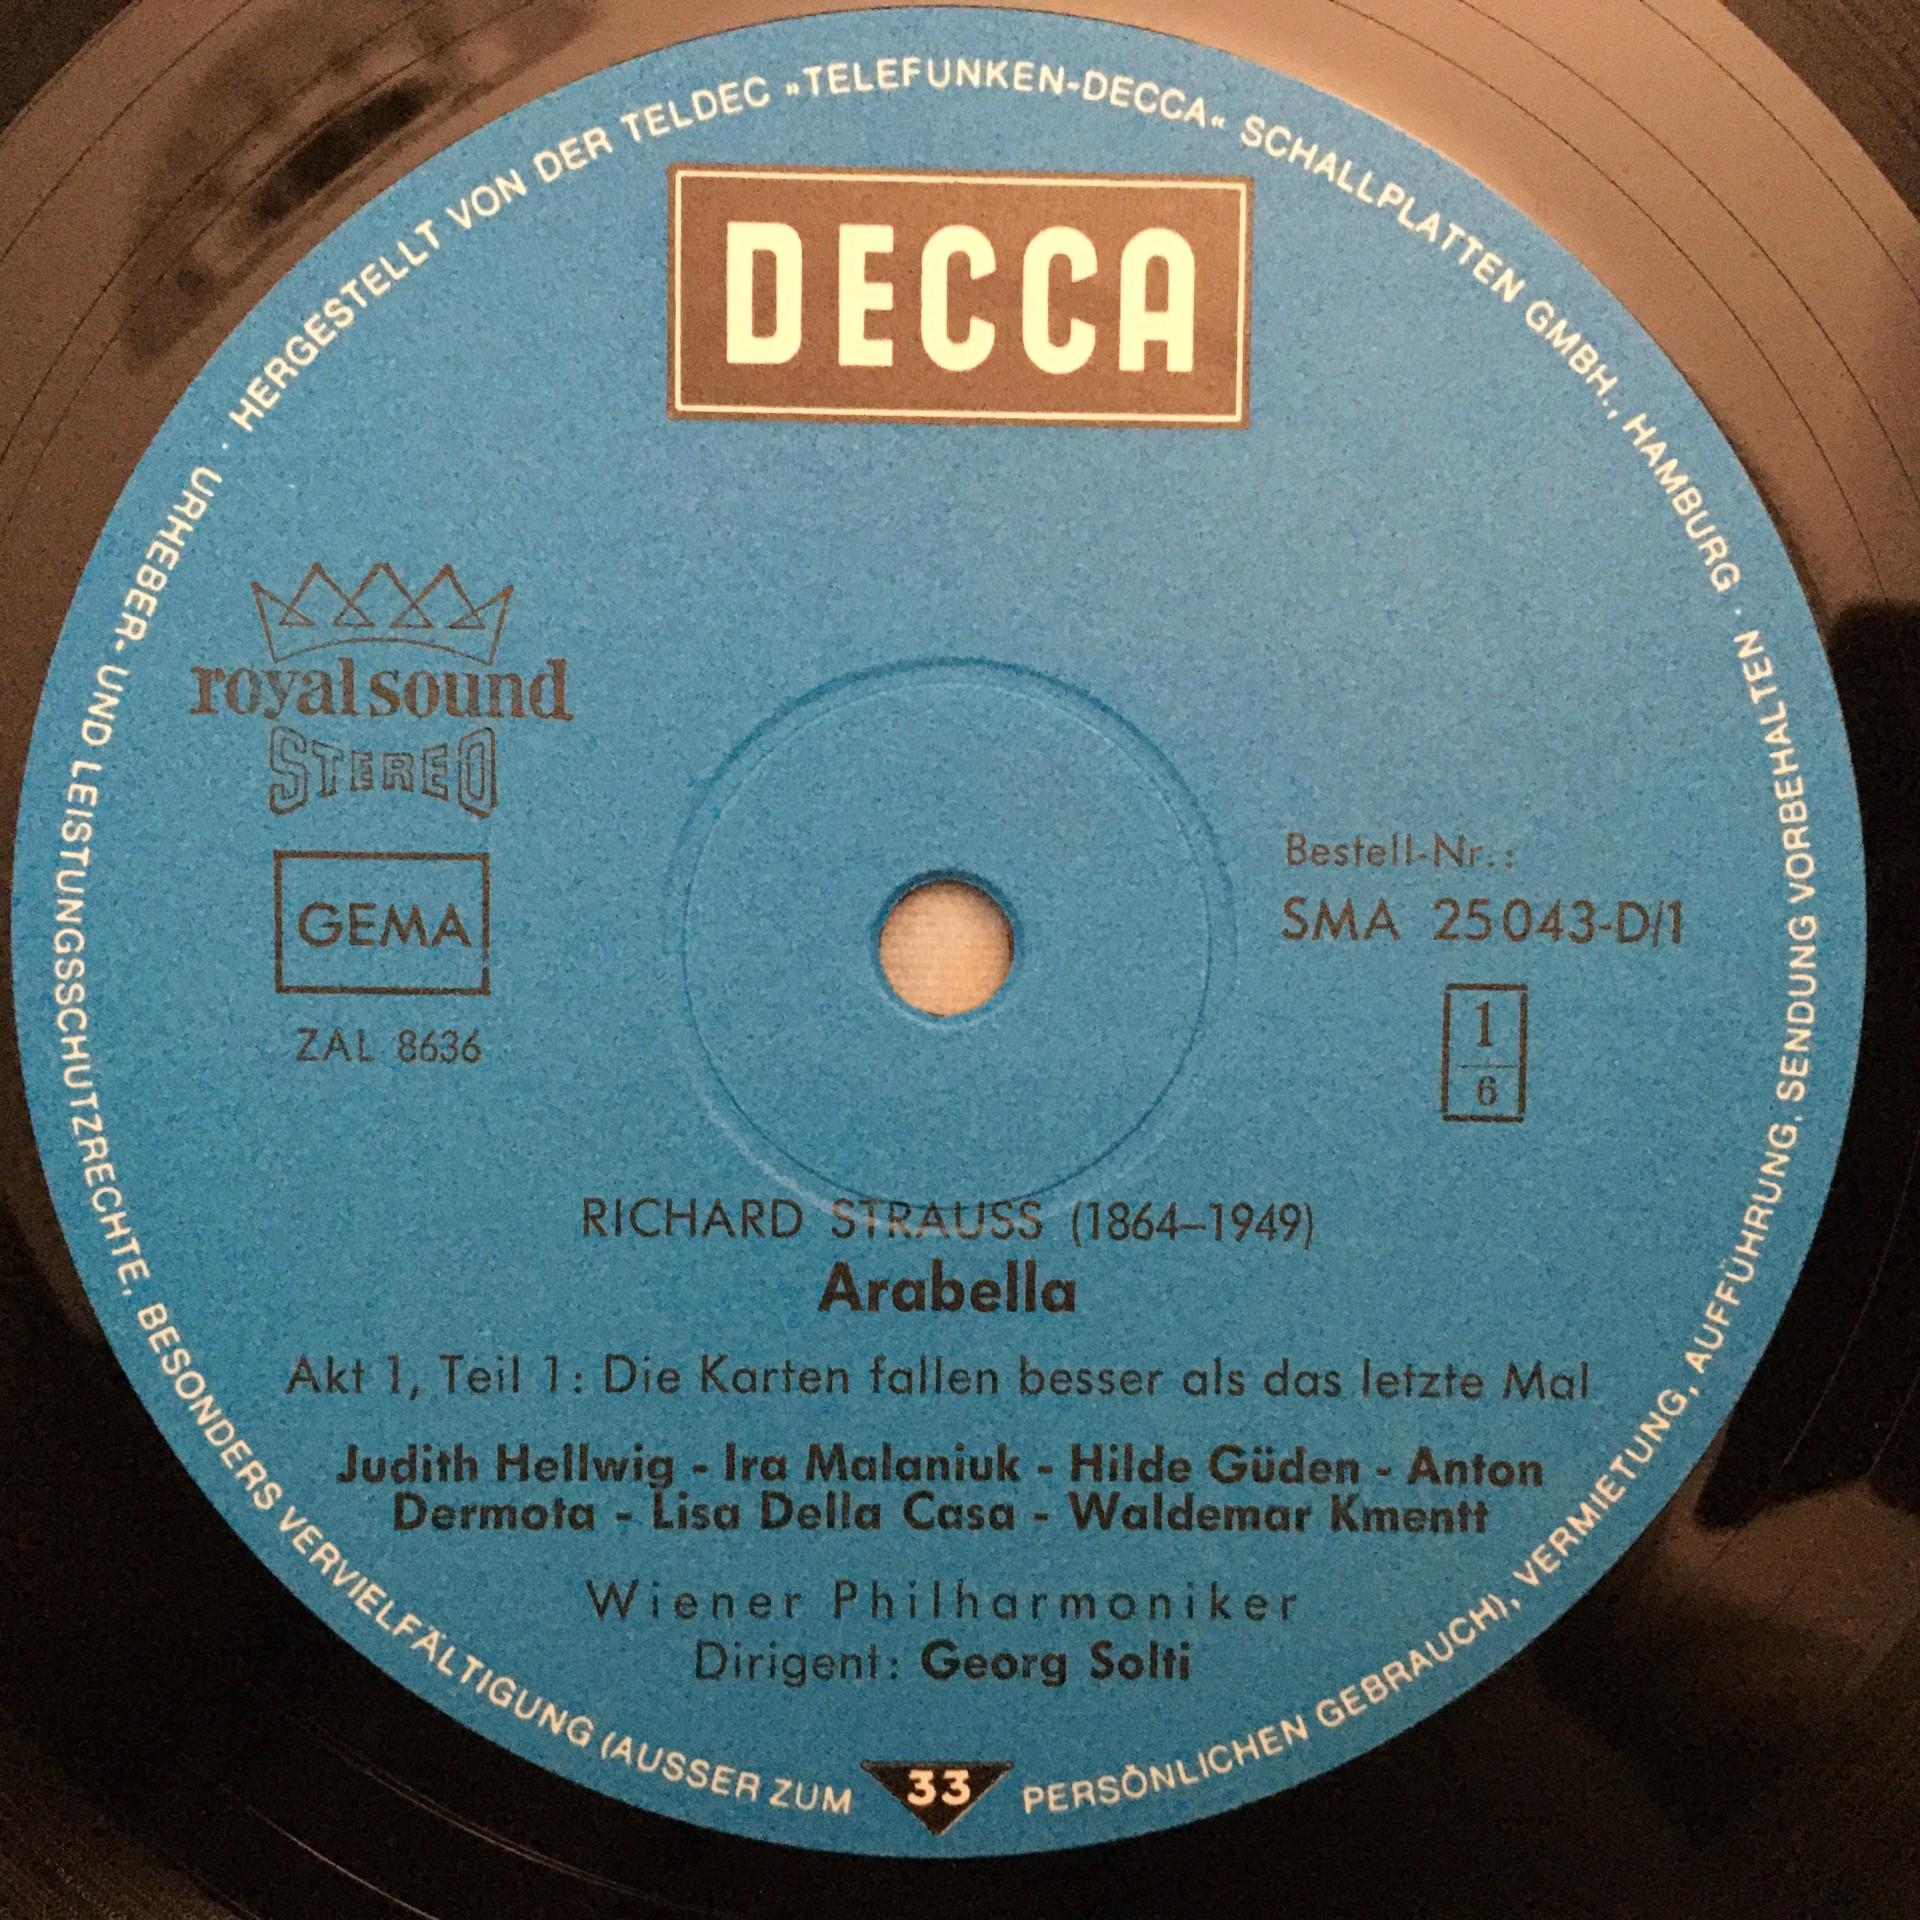 HERGESTELLT VON DER TELDEC »TELEFUNKEN-DECCA« SCHALLPLATTEN GMBH., HAMBURG ·
DECCA
royal sound
STEREO
GEMA
ZAL 8636
Bestell-Nr.:
SMA 25 043-D/1
1
6
RICHARD STRAUSS (1864–1949)
Arabella
Akt 1, Teil 1: Die Karten fallen besser als das letzte Mal
Judith Hellwig - Ira Malaniuk - Hilde Güden - Anton
Dermota - Lisa Della Casa - Waldemar Kmentt
Wiener Philharmoniker
Dirigent: Georg Solti
33
URHEBER- UND LEISTUNGSSCHUTZRECHTE, BESONDERS VERVIELFÄLTIGUNG (AUSSER ZUM PERSÖNLICHEN GEBRAUCH), VERMIETUNG, AUFFÜHRUNG, SENDUNG VORBEHALTEN ·